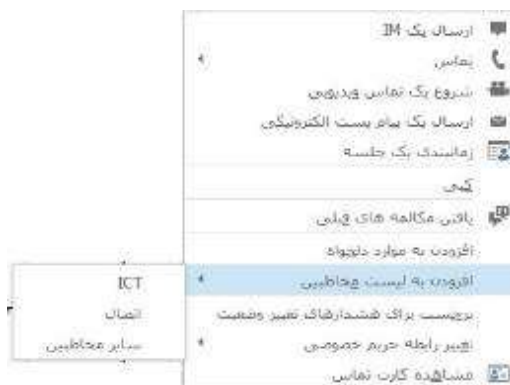 ارسال یک IM
تماس
شروع یک تماس ویدیویی
ارسال یک پیام پست الکترونیکی
زمانبندی یک جلسه
کپی
یافتن مکالمه های قبلی
افزودن به موارد دلخواه
افزودن به لیست مخاطبین
ICT
اتصال
سایر مخاطبین
برچسب برای هشدارهای تغییر وضعیت
تغییر رابطه حریم خصوصی
مشاهده کارت تماس